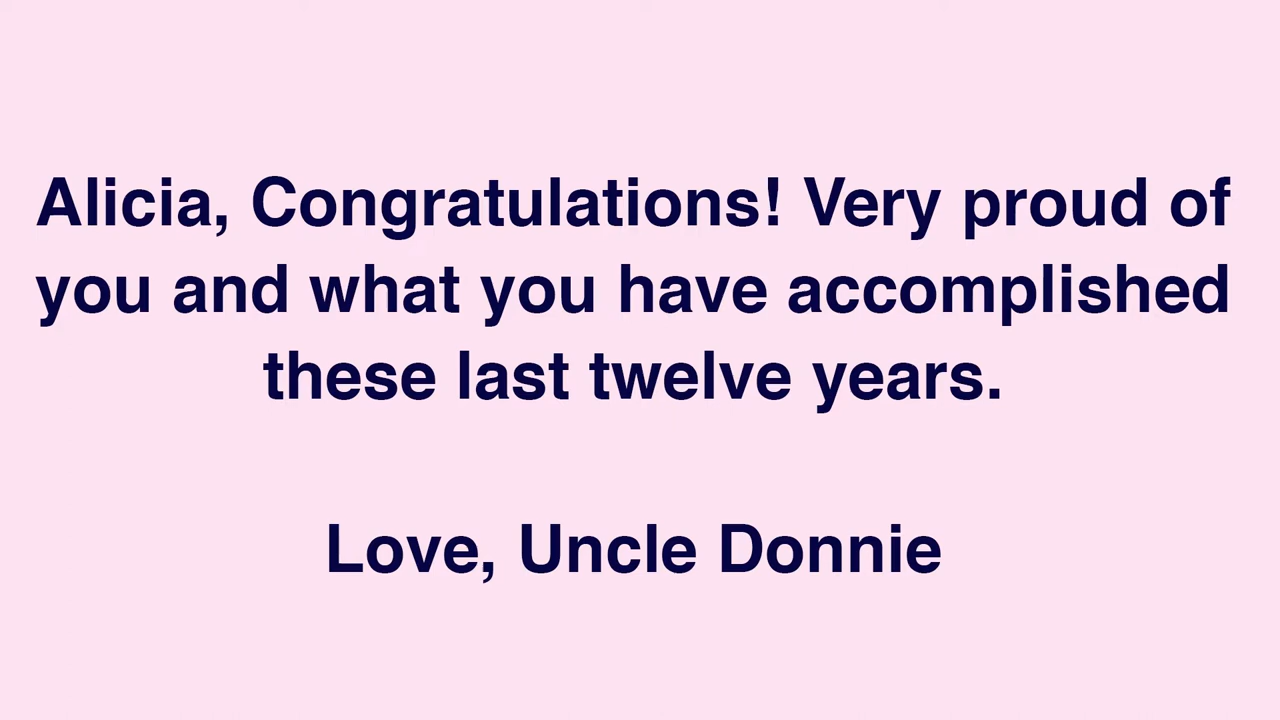 Alicia, Congratulations! Very proud of
you and what you have accomplished
these last twelve years.
Love, Uncle Donnie